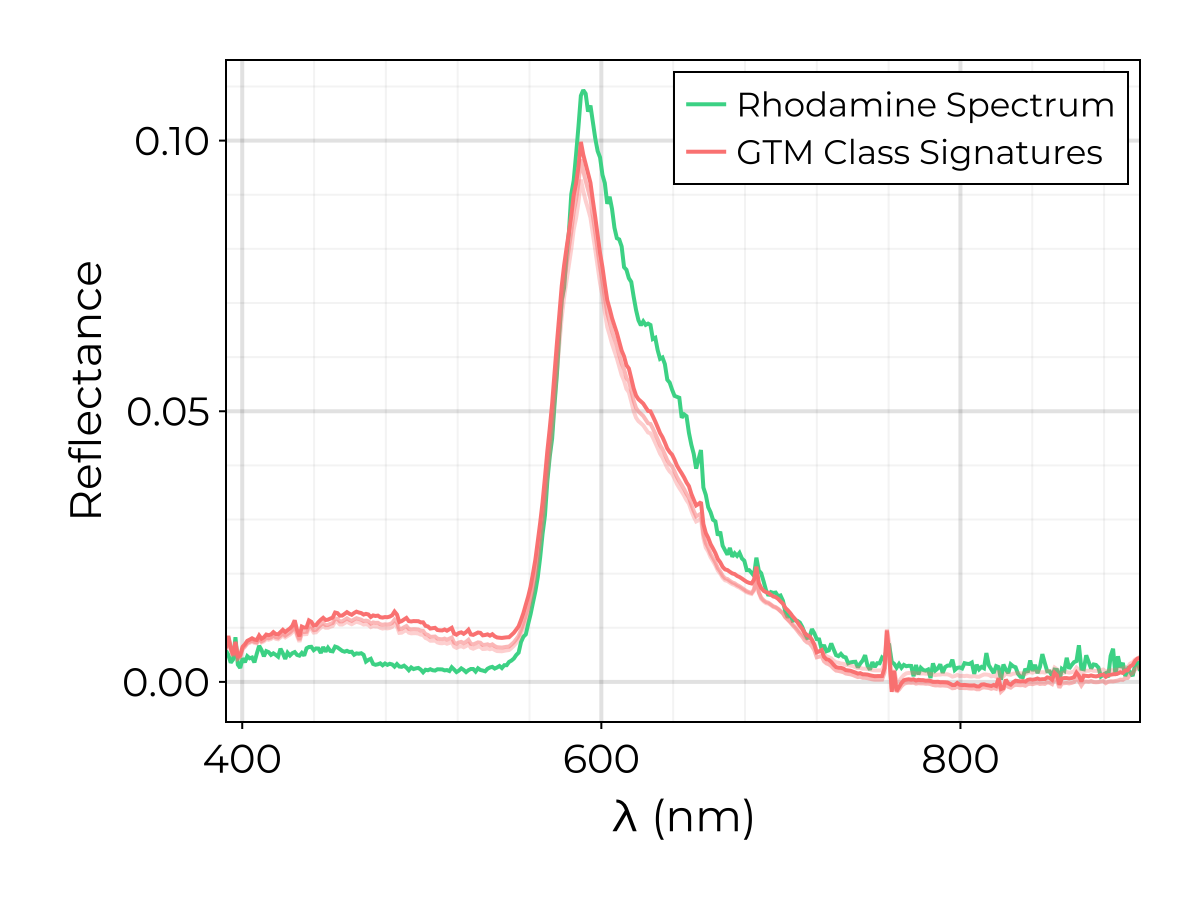 Rhodamine Spectrum
GTM Class Signatures
0.10
0.05
0.00
Reflectance
400 600 800
λ (nm)